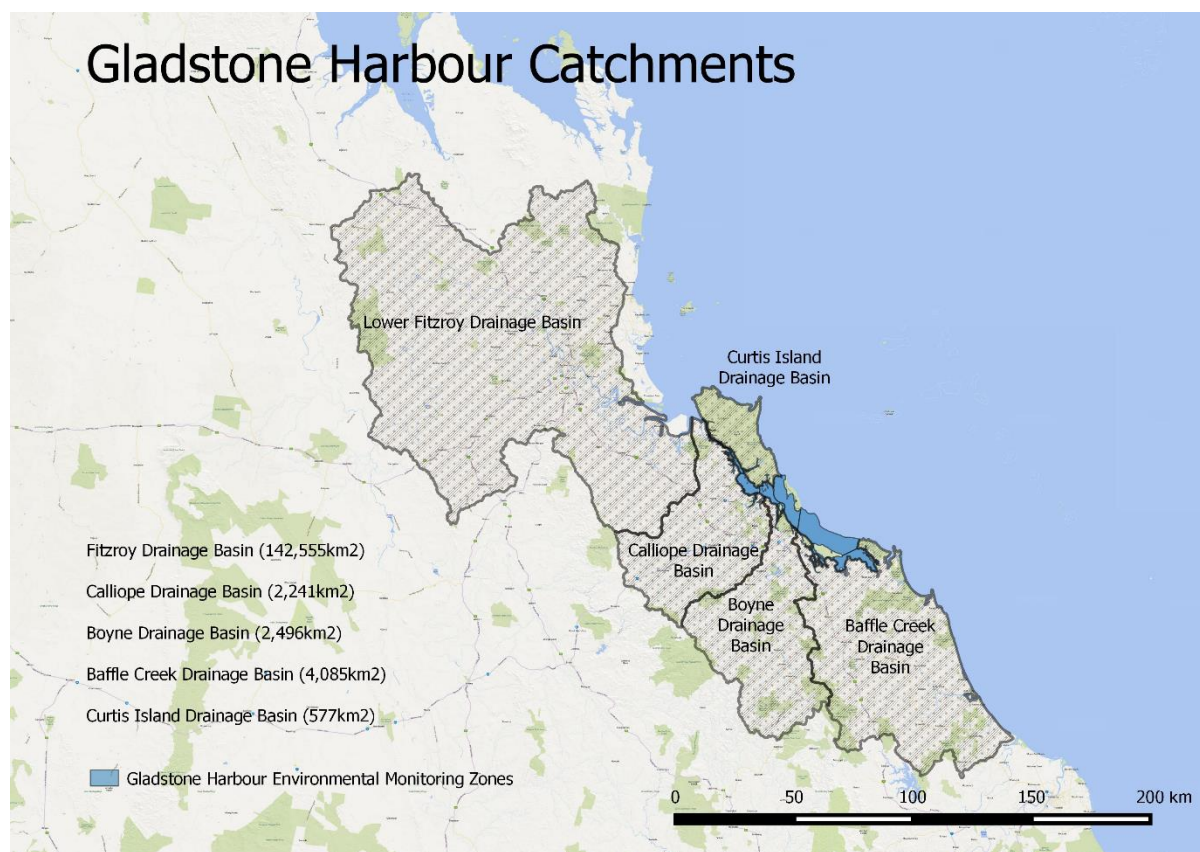 Gladstone Harbour Catchments
Lower Fitzroy Drainage Basin
Curtis Island
Drainage Basin
Calliope Drainage
Basin
Boyne
Drainage
Basin
Baffle Creek
Drainage
Basin
Fitzroy Drainage Basin (142,555km2)
Calliope Drainage Basin (2,241km2)
Boyne Drainage Basin (2,496km2)
Baffle Creek Drainage Basin (4,085km2)
Curtis Island Drainage Basin (577km2)
Gladstone Harbour Environmental Monitoring Zones
0 50 100 150 200 km